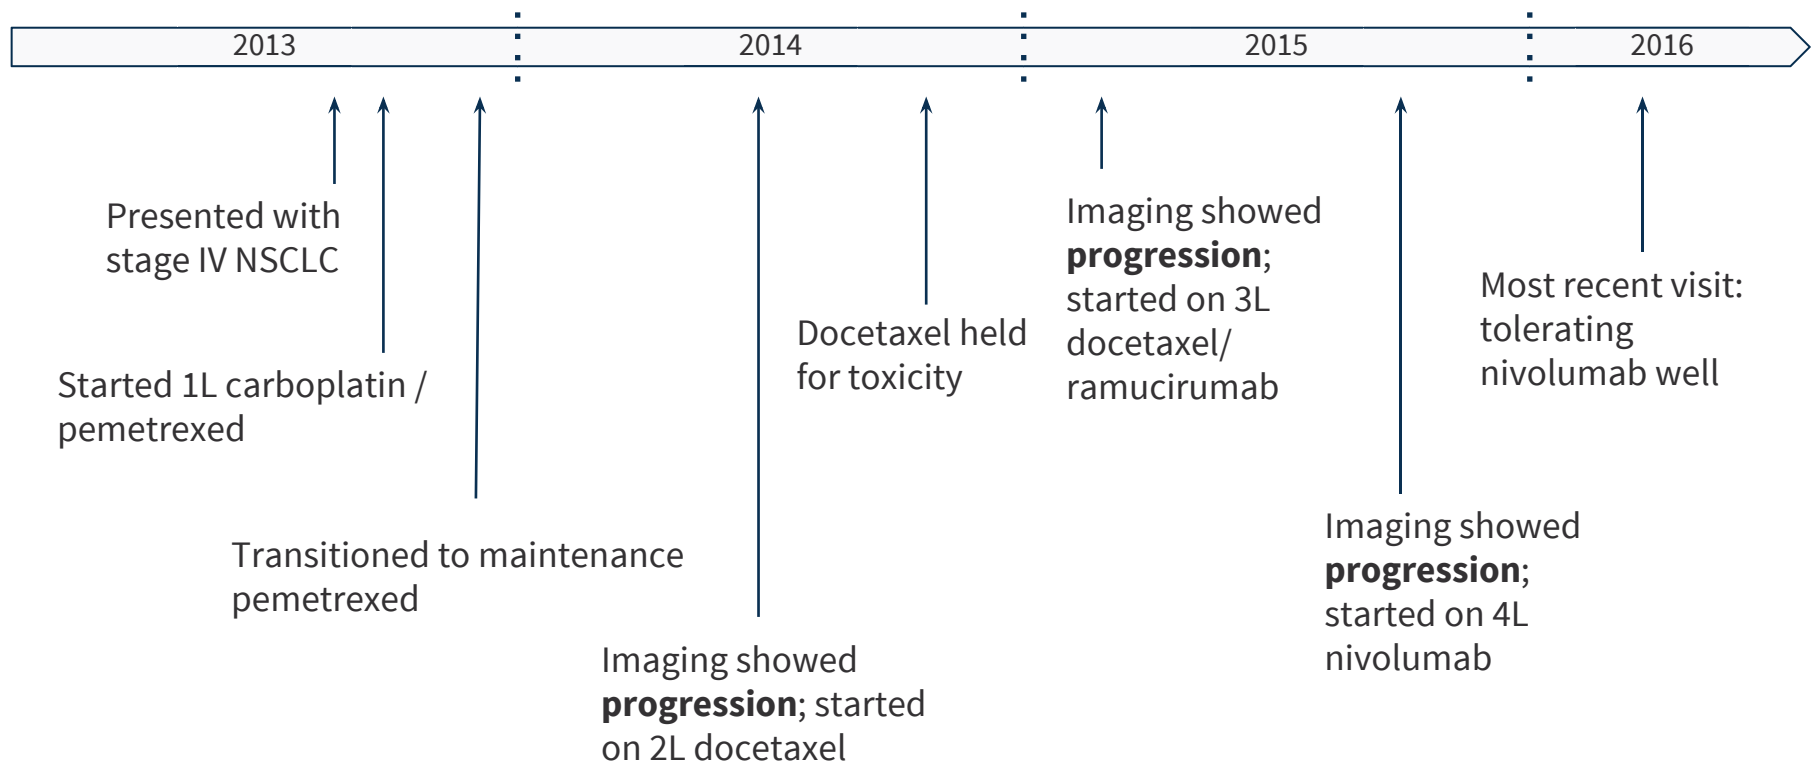 2013
2014
2015
2016
Presented with
stage IV NSCLC
Started 1L carboplatin /
pemetrexed
Transitioned to maintenance
pemetrexed
Imaging showed
progression; started
on 2L docetaxel
Docetaxel held
for toxicity
Imaging showed
progression;
started on 3L
docetaxel/
ramucirumab
Imaging showed
progression;
started on 4L
nivolumab
Most recent visit:
tolerating
nivolumab well